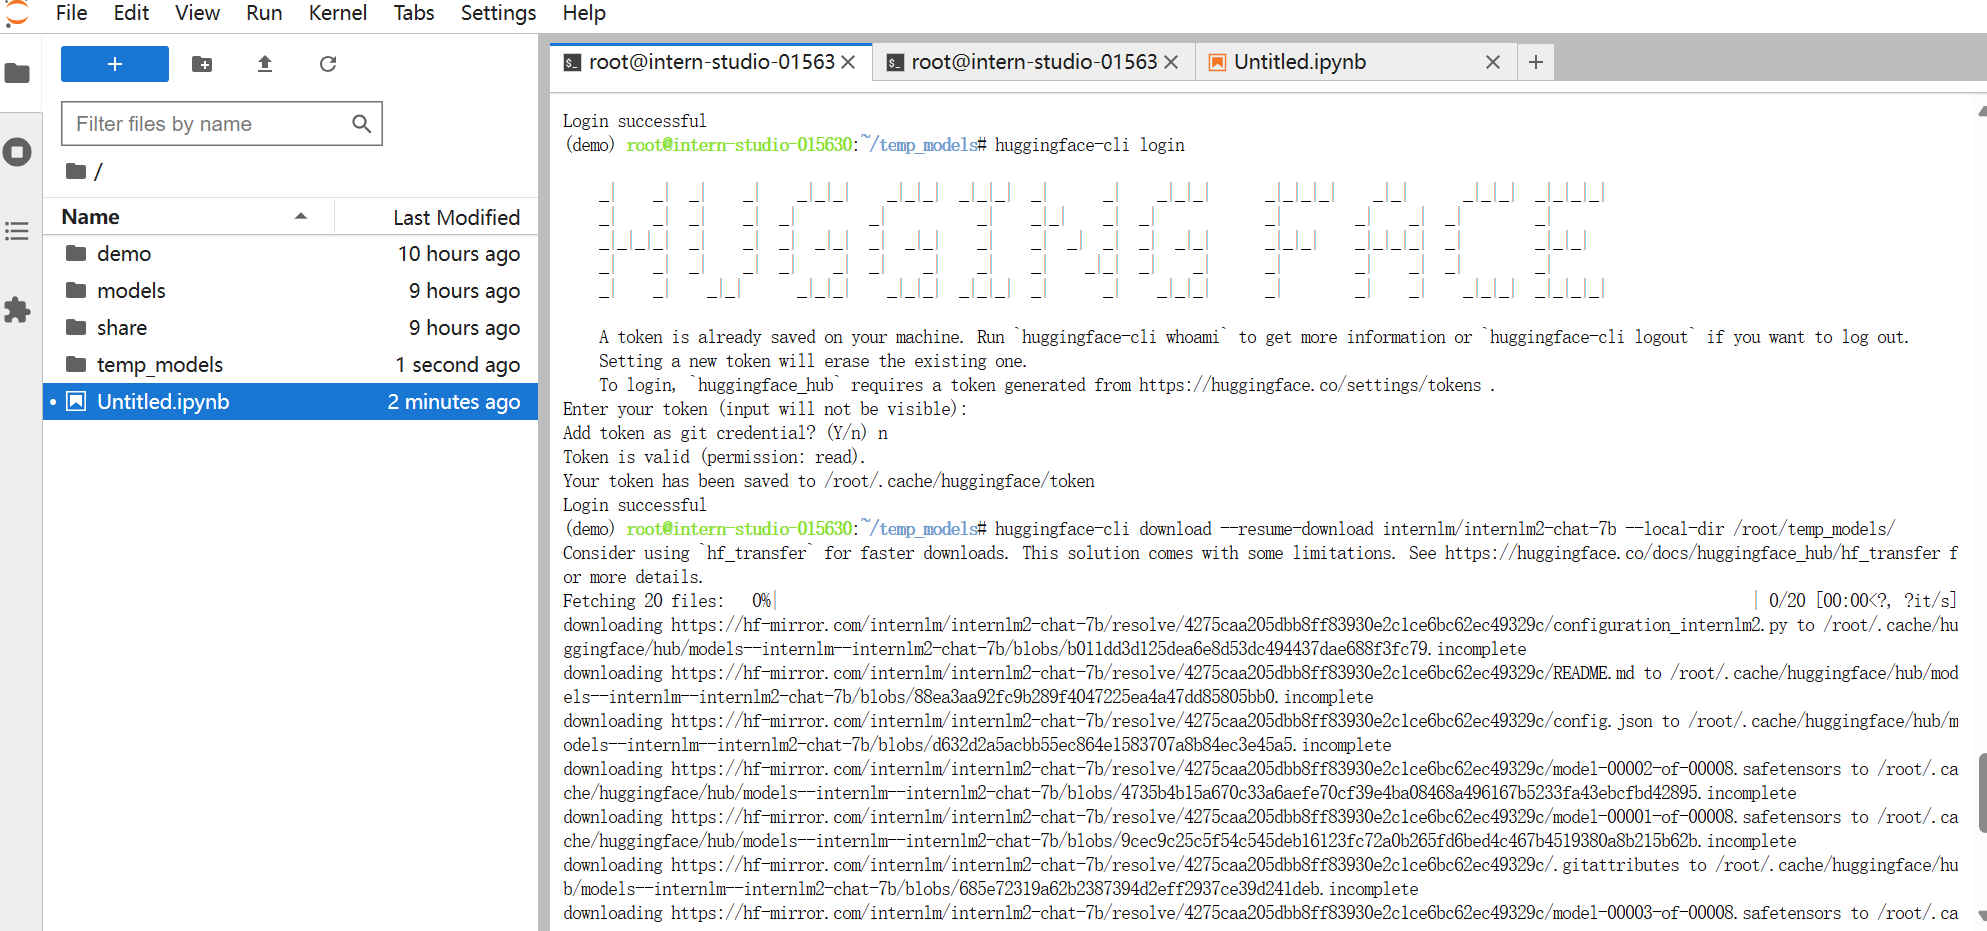 File Edit View Run Kernel Tabs Settings Help
+
Filter files by name
/
Name Last Modified
demo 10 hours ago
models 9 hours ago
share 9 hours ago
temp_models 1 second ago
Untitled.ipynb 2 minutes ago
root@intern-studio-01563 root@intern-studio-01563 Untitled.ipynb +
Login successful
(demo) root@intern-studio-015630:~/temp_models# huggingface-cli login
HUGGING FACE
A token is already saved on your machine. Run `huggingface-cli whoami` to get more information or `huggingface-cli logout` if you want to log out.
Setting a new token will erase the existing one.
To login, `huggingface_hub` requires a token generated from https://huggingface.co/settings/tokens .
Enter your token (input will not be visible):
Add token as git credential? (Y/n) n
Token is valid (permission: read).
Your token has been saved to /root/.cache/huggingface/token
Login successful
(demo) root@intern-studio-015630:~/temp_models# huggingface-cli download --resume-download internlm/internlm2-chat-7b --local-dir /root/temp_models/
Consider using `hf_transfer` for faster downloads. This solution comes with some limitations. See https://huggingface.co/docs/huggingface_hub/hf_transfer f
or more details.
Fetching 20 files:   0%| | 0/20 [00:00<?, ?it/s]
downloading https://hf-mirror.com/internlm/internlm2-chat-7b/resolve/4275caa205dbb8ff83930e2c1ce6bc62ec49329c/configuration_internlm2.py to /root/.cache/hu
ggingface/hub/models--internlm--internlm2-chat-7b/blobs/b011dd3d125dea6e8d53dc494437dae688f3fc79.incomplete
downloading https://hf-mirror.com/internlm/internlm2-chat-7b/resolve/4275caa205dbb8ff83930e2c1ce6bc62ec49329c/README.md to /root/.cache/huggingface/hub/mod
els--internlm--internlm2-chat-7b/blobs/88ea3aa92fc9b289f4047225ea4a47dd85805bb0.incomplete
downloading https://hf-mirror.com/internlm/internlm2-chat-7b/resolve/4275caa205dbb8ff83930e2c1ce6bc62ec49329c/config.json to /root/.cache/huggingface/hub/m
odels--internlm--internlm2-chat-7b/blobs/d632d2a5acbb55ec864e1583707a8b84ec3e45a5.incomplete
downloading https://hf-mirror.com/internlm/internlm2-chat-7b/resolve/4275caa205dbb8ff83930e2c1ce6bc62ec49329c/model-00002-of-00008.safetensors to /root/.ca
che/huggingface/hub/models--internlm--internlm2-chat-7b/blobs/4735b4b15a670c33a6aefe70cf39e4ba08468a496167b5233fa43ebcfbd42895.incomplete
downloading https://hf-mirror.com/internlm/internlm2-chat-7b/resolve/4275caa205dbb8ff83930e2c1ce6bc62ec49329c/model-00001-of-00008.safetensors to /root/.ca
che/huggingface/hub/models--internlm--internlm2-chat-7b/blobs/9cec9c25c5f54c545deb16123fc72a0b265fd6bed4c467b4519380a8b215b62b.incomplete
downloading https://hf-mirror.com/internlm/internlm2-chat-7b/resolve/4275caa205dbb8ff83930e2c1ce6bc62ec49329c/.gitattributes to /root/.cache/huggingface/hu
b/models--internlm--internlm2-chat-7b/blobs/685e72319a62b2387394d2eff2937ce39d241deb.incomplete
downloading https://hf-mirror.com/internlm/internlm2-chat-7b/resolve/4275caa205dbb8ff83930e2c1ce6bc62ec49329c/model-00003-of-00008.safetensors to /root/.ca